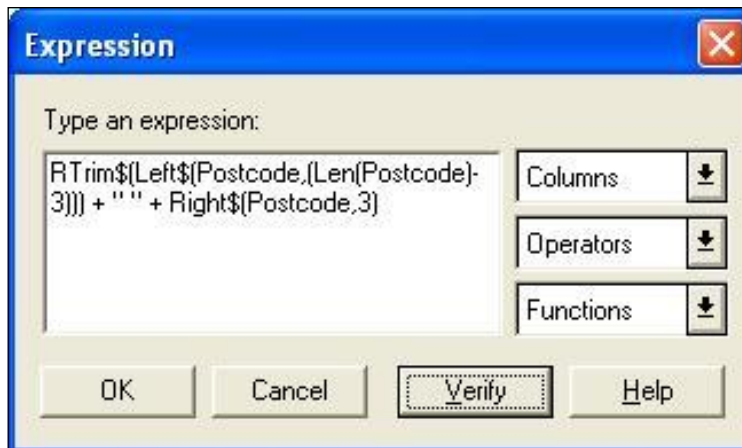 Expression
Type an expression:
RTrim$(Left$(Postcode,(Len(Postcode)-
3))) + " " + Right$(Postcode,3)
Columns
Operators
Functions
OK
Cancel
Verify
Help